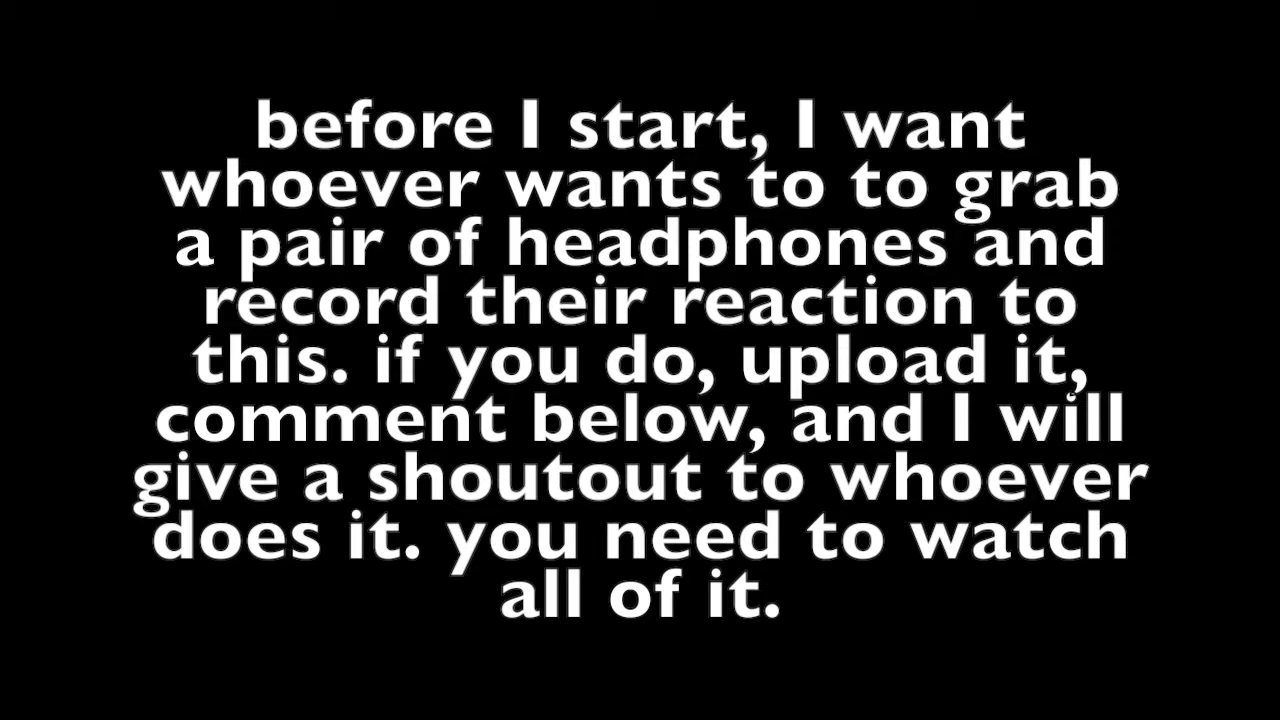 before I start, I want
whoever wants to to grab
a pair of headphones and
record their reaction to
this. if you do, upload it,
comment below, and I will
give a shoutout to whoever
does it. you need to watch
all of it.